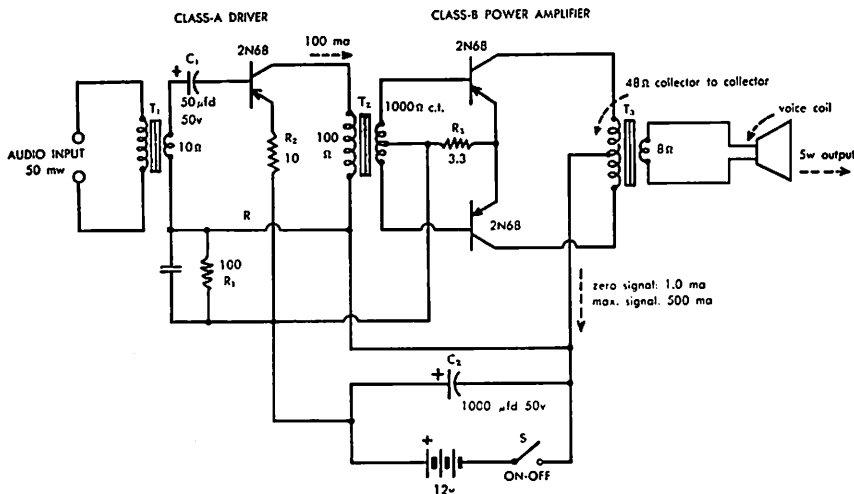 CLASS-A DRIVER
CLASS-B POWER AMPLIFIER
C₁
+
50 μfd
50v
2N68
100 ma
T₁
10Ω
AUDIO INPUT
50 mw
R₂
10
100
Ω
T₂
1000Ω c.t.
R₃
3.3
2N68
2N68
48Ω collector to collector
T₃
8Ω
voice coil
5w output
R
100
R₁
zero signal: 1.0 ma
max. signal. 500 ma
C₂
+
1000 μfd 50v
+
12v
S
ON-OFF